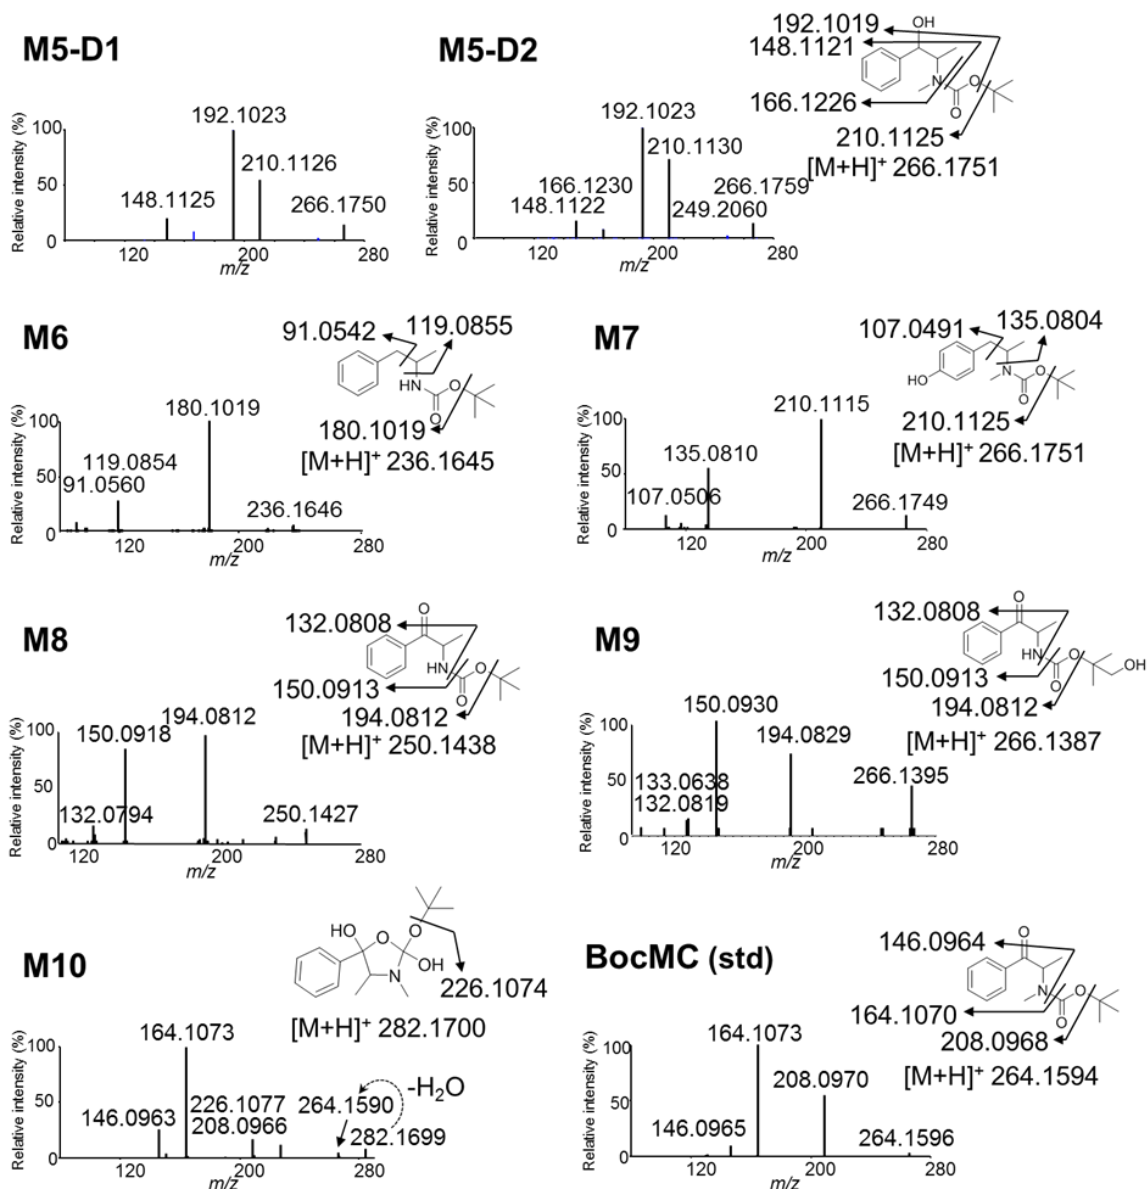 M5-D1
Relative intensity (%)
100
50
0
192.1023
210.1126
148.1125
266.1750
120
200
280
m/z
M5-D2
Relative intensity (%)
100
50
0
192.1023
210.1130
166.1230
148.1122
266.1759
249.2060
120
200
280
m/z
192.1019
148.1121
166.1226
210.1125
[M+H]+ 266.1751
OH
N
O
O
M6
Relative intensity (%)
100
50
0
180.1019
119.0854
91.0560
236.1646
120
200
280
m/z
91.0542
119.0855
HN
O
O
180.1019
[M+H]+ 236.1645
M7
Relative intensity (%)
100
50
0
210.1115
135.0810
107.0506
266.1749
120
200
280
m/z
107.0491
135.0804
HO
N
O
O
210.1125
[M+H]+ 266.1751
M8
Relative intensity (%)
100
50
0
150.0918
194.0812
132.0794
250.1427
120
200
280
m/z
132.0808
O
HN
O
O
150.0913
194.0812
[M+H]+ 250.1438
M9
Relative intensity (%)
100
50
0
150.0930
194.0829
133.0638
132.0819
266.1395
120
200
280
m/z
132.0808
O
HN
O
O
OH
150.0913
194.0812
[M+H]+ 266.1387
M10
Relative intensity (%)
100
50
0
164.1073
146.0963
226.1077
208.0966
264.1590
282.1699
-H2O
120
200
280
m/z
HO
O
O
OH
N
226.1074
[M+H]+ 282.1700
BocMC (std)
Relative intensity (%)
100
50
0
164.1073
208.0970
146.0965
264.1596
120
200
280
m/z
146.0964
O
N
O
O
164.1070
208.0968
[M+H]+ 264.1594